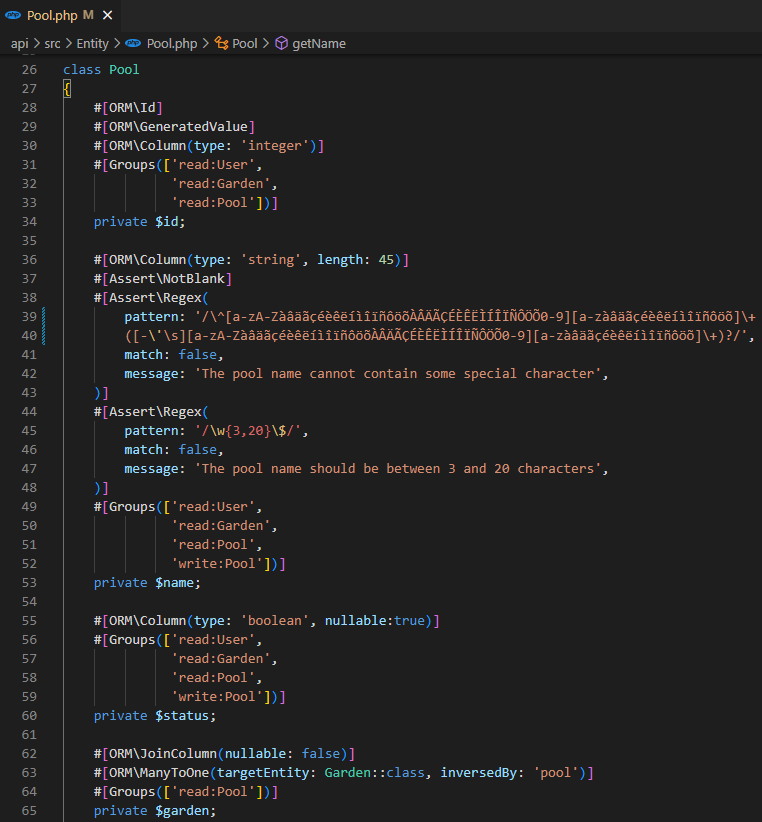 Pool.php M ×
api > src > Entity > Pool.php > Pool > getName
26 class Pool
27 {
28 #[ORM\Id]
29 #[ORM\GeneratedValue]
30 #[ORM\Column(type: 'integer')]
31 #[Groups(['read:User',
32 'read:Garden',
33 'read:Pool'])]
34 private $id;
35
36 #[ORM\Column(type: 'string', length: 45)]
37 #[Assert\NotBlank]
38 #[Assert\Regex(
39 pattern: '/\^[a-zA-ZàâäãçéèêëíìîïñôöõÀÂÄÃÇÉÈÊËÌÍÎÏÑÔÖÕ0-9][a-zàâäãçéèêëíìîïñôöõ]\+
40 ([-\'\s][a-zA-ZàâäãçéèêëíìîïñôöõÀÂÄÃÇÉÈÊËÌÍÎÏÑÔÖÕ0-9][a-zàâäãçéèêëíìîïñôöõ]\+)?/',
41 match: false,
42 message: 'The pool name cannot contain some special character',
43 )]
44 #[Assert\Regex(
45 pattern: '/\w{3,20}\$/',
46 match: false,
47 message: 'The pool name should be between 3 and 20 characters',
48 )]
49 #[Groups(['read:User',
50 'read:Garden',
51 'read:Pool',
52 'write:Pool'])]
53 private $name;
54
55 #[ORM\Column(type: 'boolean', nullable:true)]
56 #[Groups(['read:User',
57 'read:Garden',
58 'read:Pool',
59 'write:Pool'])]
60 private $status;
61
62 #[ORM\JoinColumn(nullable: false)]
63 #[ORM\ManyToOne(targetEntity: Garden::class, inversedBy: 'pool')]
64 #[Groups(['read:Pool'])]
65 private $garden;